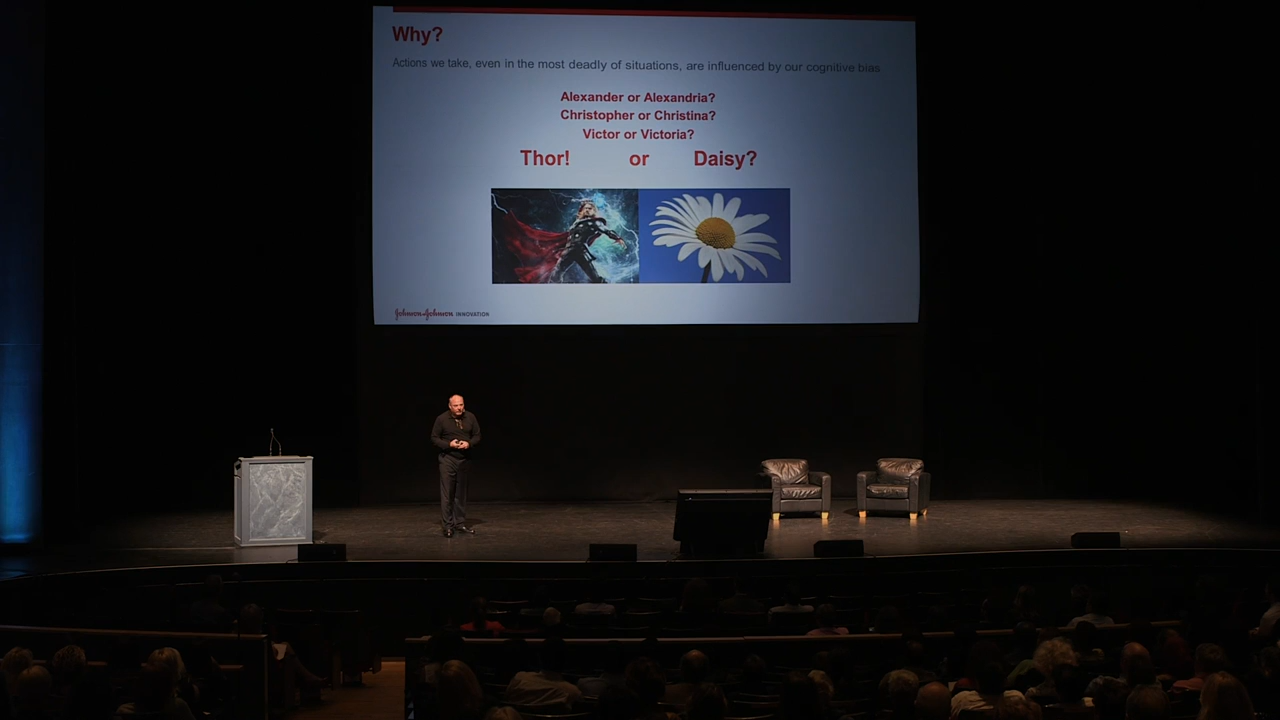 Why?
Actions we take, even in the most deadly of situations, are influenced by our cognitive bias
Alexander or Alexandria?
Christopher or Christina?
Victor or Victoria?
Thor! or Daisy?
Johnson & Johnson INNOVATION